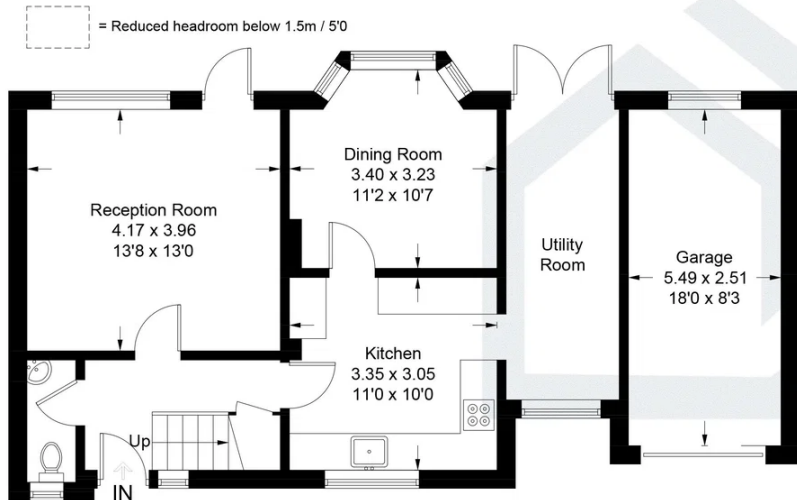 = Reduced headroom below 1.5m / 5'0
Reception Room
4.17 x 3.96
13'8 x 13'0
Dining Room
3.40 x 3.23
11'2 x 10'7
Utility
Room
Garage
5.49 x 2.51
18'0 x 8'3
Kitchen
3.35 x 3.05
11'0 x 10'0
Up
IN